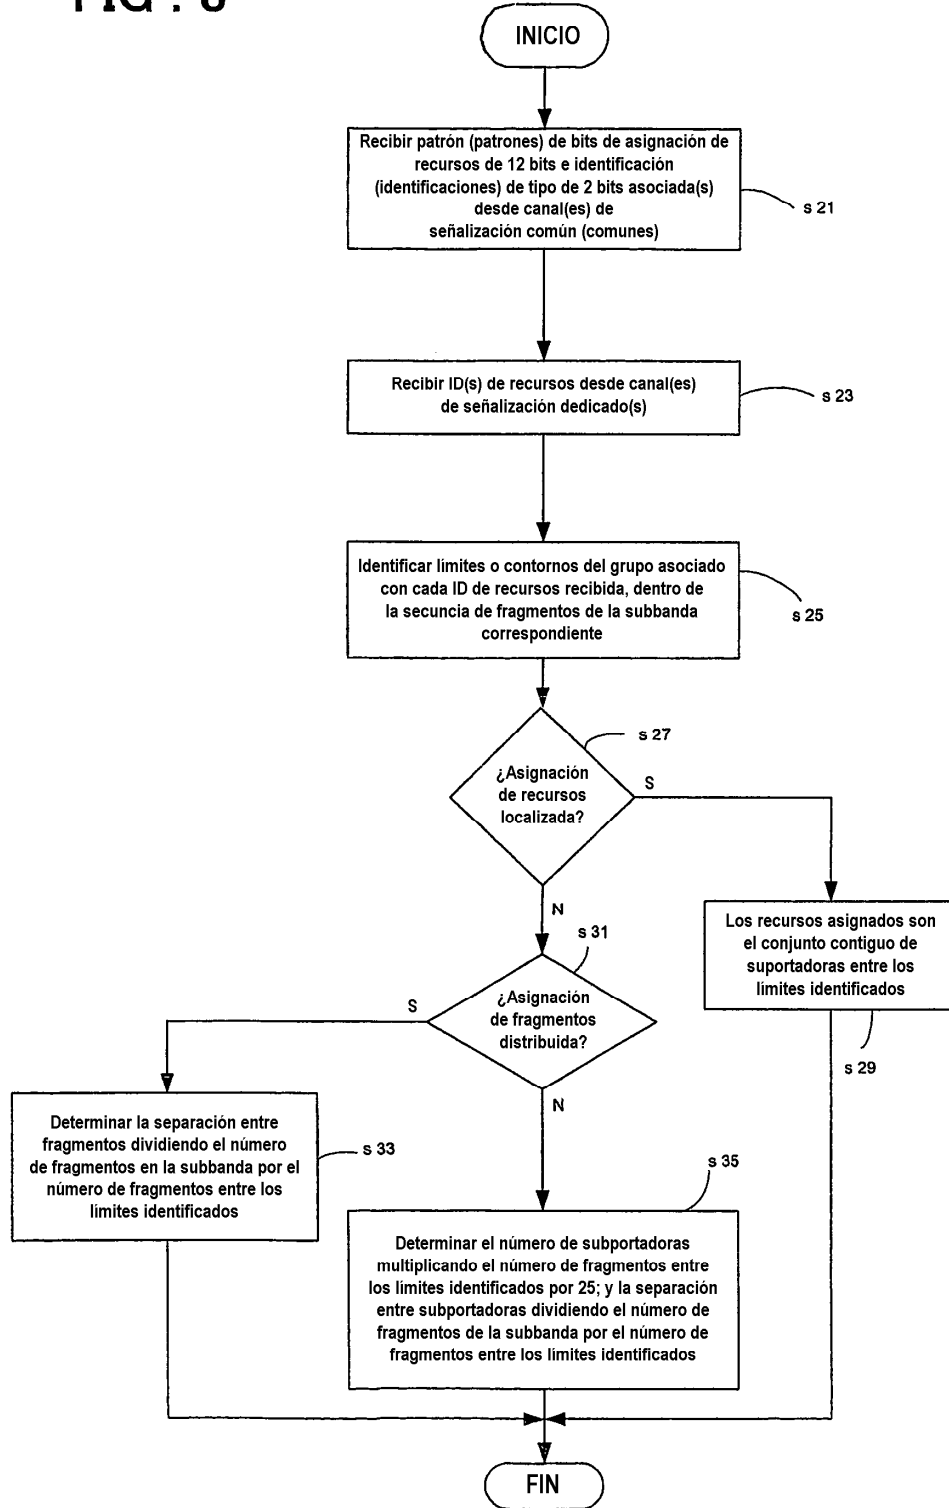 INICIO
Recibir patrón (patrones) de bits de asignación de
recursos de 12 bits e identificación
(identificaciones) de tipo de 2 bits asociada(s)
desde canal(es) de
señalización común (comunes)
s 21
Recibir ID(s) de recursos desde canal(es)
de señalización dedicado(s)
s 23
Identificar límites o contornos del grupo asociado
con cada ID de recursos recibida, dentro de
la secuncia de fragmentos de la subbanda
correspondiente
s 25
s 27
¿Asignación
de recursos
localizada?
S
N
Los recursos asignados son
el conjunto contiguo de
suportadoras entre los
límites identificados
s 29
s 31
¿Asignación
de fragmentos
distribuida?
S
N
Determinar la separación entre
fragmentos dividiendo el número
de fragmentos en la subbanda por el
número de fragmentos entre los
límites identificados
s 33
s 35
Determinar el número de subportadoras
multiplicando el número de fragmentos entre
los límites identificados por 25; y la separación
entre subportadoras dividiendo el número de
fragmentos de la subbanda por el número de
fragmentos entre los límites identificados
FIN